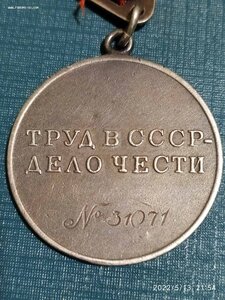 ТРУД В СССР-
ДЕЛО ЧЕСТИ
№ 31071
2022/5/13 21:54